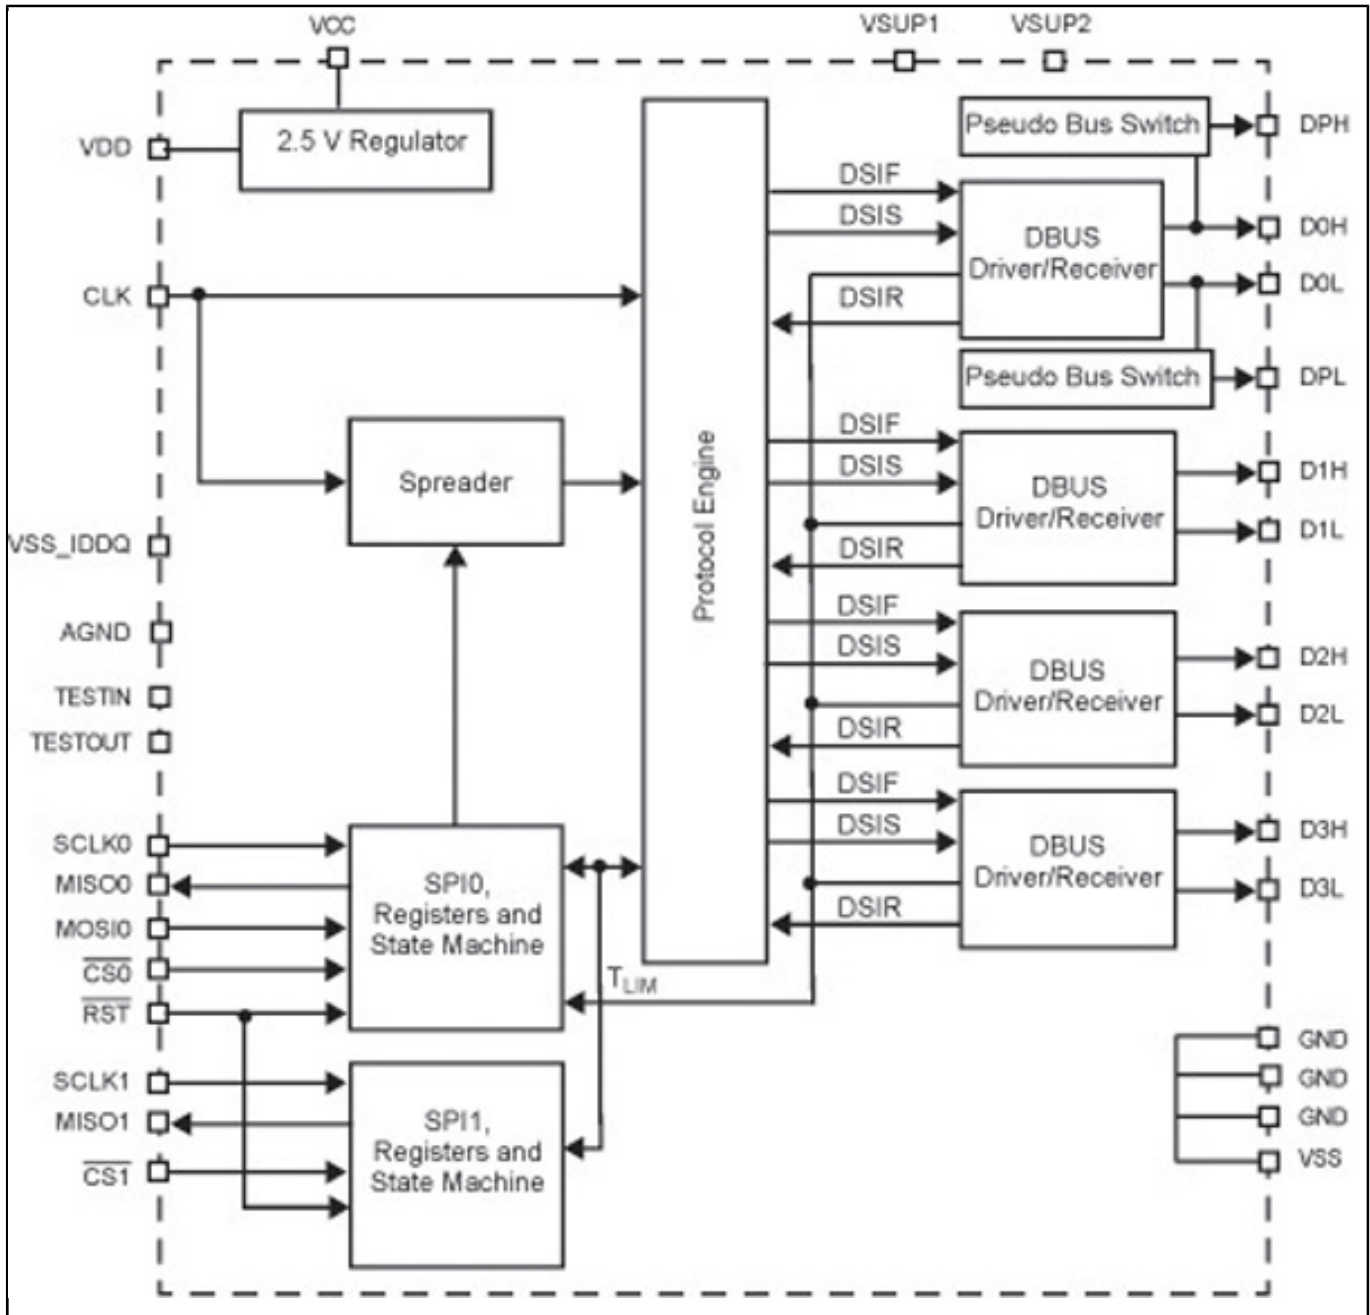 VCC
VSUP1
VSUP2
VDD
2.5 V Regulator
Pseudo Bus Switch
DPH
DSIF
DSIS
DSIR
DBUS
Driver/Receiver
D0H
D0L
CLK
Pseudo Bus Switch
DPL
Spreader
Protocol Engine
DSIF
DSIS
DSIR
DBUS
Driver/Receiver
D1H
D1L
VSS_IDDQ
AGND
TESTIN
TESTOUT
DSIF
DSIS
DSIR
DBUS
Driver/Receiver
D2H
D2L
DSIF
DSIS
DSIR
DBUS
Driver/Receiver
D3H
D3L
SCLK0
MISO0
MOSI0
CS0
RST
SPI0,
Registers and
State Machine
TLIM
SCLK1
MISO1
CS1
SPI1,
Registers and
State Machine
GND
GND
GND
VSS